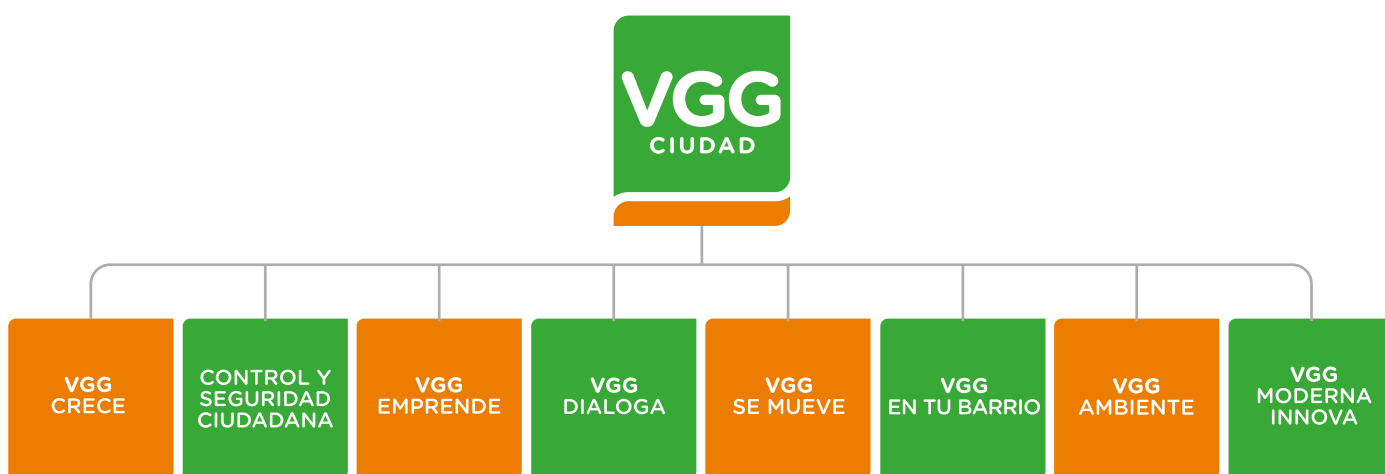 VGG
CIUDAD
VGG
CRECE
CONTROL Y
SEGURIDAD
CIUDADANA
VGG
EMPRENDE
VGG
DIALOGA
VGG
SE MUEVE
VGG
EN TU BARRIO
VGG
AMBIENTE
VGG
MODERNA
INNOVA